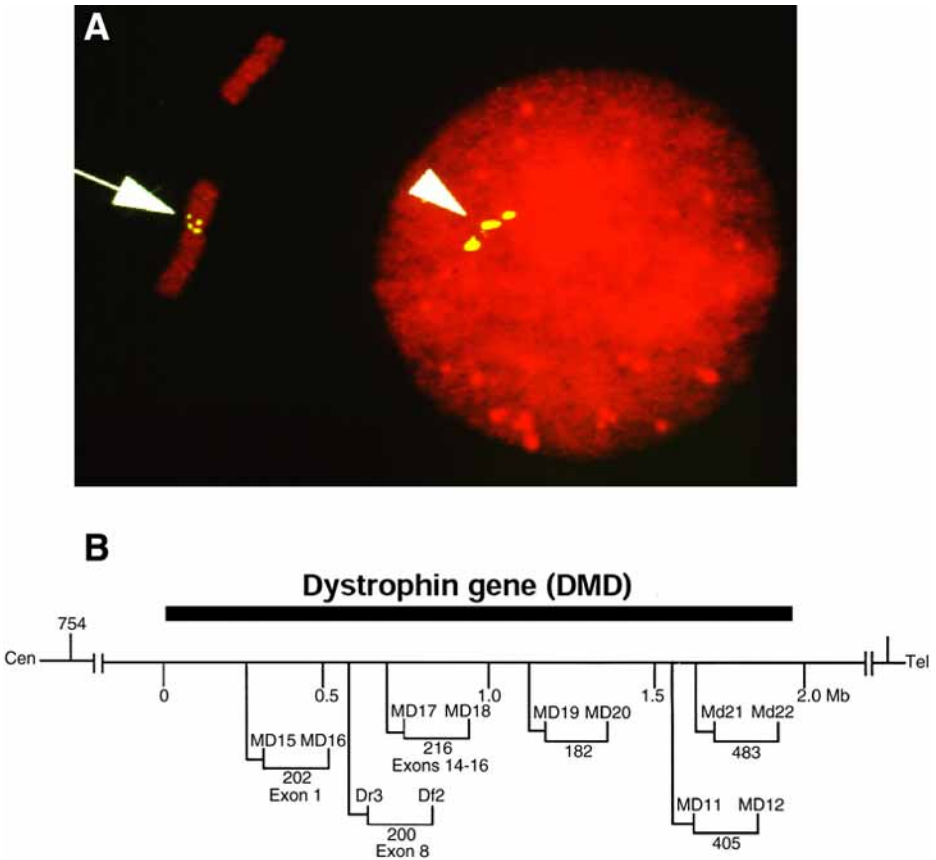 A
B
Dystrophin gene (DMD)
754
Cen
Tel
0 0.5 1.0 1.5 2.0 Mb
MD17 MD18
MD19 MD20
Md21 Md22
216
182
483
Exons 14-16
MD15 MD16
202
Exon 1
Dr3 Df2
MD11 MD12
200
405
Exon 8